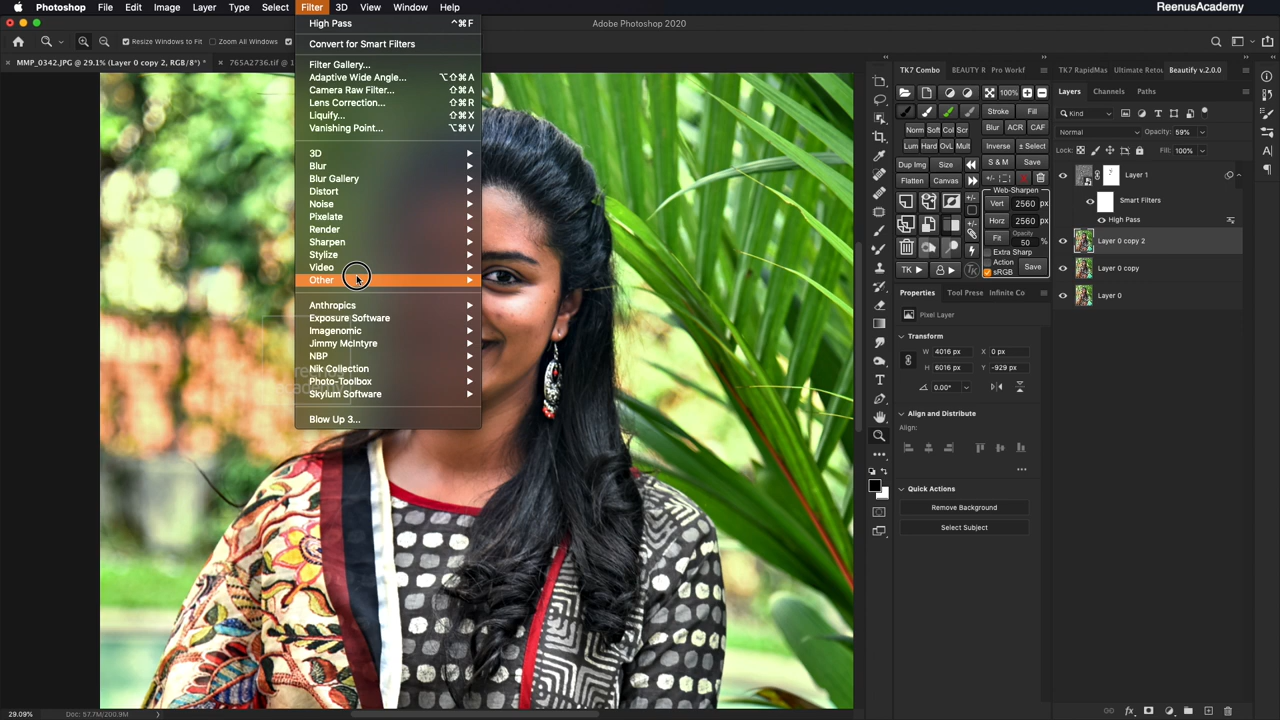 Photoshop File Edit Image Layer Type Select Filter 3D View Window Help ReenusAcademy
Adobe Photoshop 2020
Resize Windows to Fit Zoom All Windows
MMP_0342.JPG @ 29.1% (Layer 0 copy 2, RGB/8*) * 765A2736.tif @
High Pass ^⌘F
Convert for Smart Filters
Filter Gallery...
Adaptive Wide Angle... ⌥⇧⌘A
Camera Raw Filter... ⇧⌘A
Lens Correction... ⇧⌘R
Liquify... ⇧⌘X
Vanishing Point... ⌥⌘V
3D
Blur
Blur Gallery
Distort
Noise
Pixelate
Render
Sharpen
Stylize
Video
Other
Anthropics
Exposure Software
Imagenomic
Jimmy McIntyre
NBP
Nik Collection
Photo-Toolbox
Skylum Software
Blow Up 3...
TK7 Combo BEAUTY R Pro Workf
100%
Stroke Fill
Norm Soft Col Scr Blur ACR CAF
Lum Hard OvL Mult Inverse ± Select
Dup Img Size S & M Save
Flatten Canvas
Web-Sharpen
Vert 2560 px
Horz 2560 px
Fit Opacity 50 %
Extra Sharp
Action
TK sRGB Save
Properties Tool Prese Infinite Co
Pixel Layer
Transform
W 4016 px X 0 px
H 6016 px Y -929 px
0.00°
Align and Distribute
Align:
Quick Actions
Remove Background
Select Subject
TK7 RapidMas Ultimate Retou Beautify v.2.0
Layers Channels Paths
Kind
Normal Opacity: 59%
Lock: Fill: 100%
Layer 1
Smart Filters
High Pass
Layer 0 copy 2
Layer 0 copy
Layer 0
29.09% Doc: 57.7M/200.9M